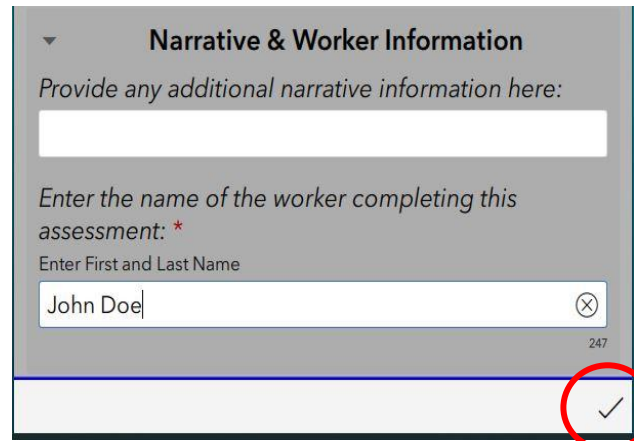 Narrative & Worker Information
Provide any additional narrative information here:
Enter the name of the worker completing this
assessment: *
Enter First and Last Name
John Doe
247